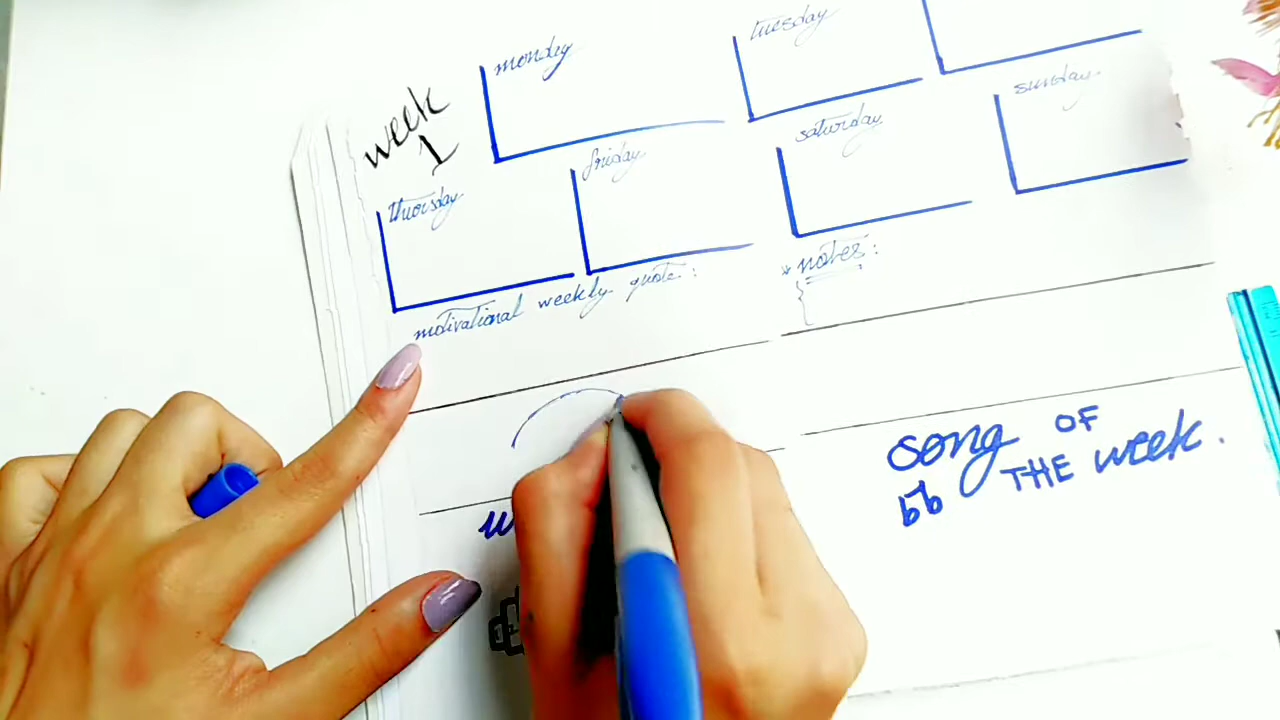 week
1
monday
tuesday
thursday
friday
saturday
sunday.
motivational weekly quote :
* notes :
song OF
THE week.